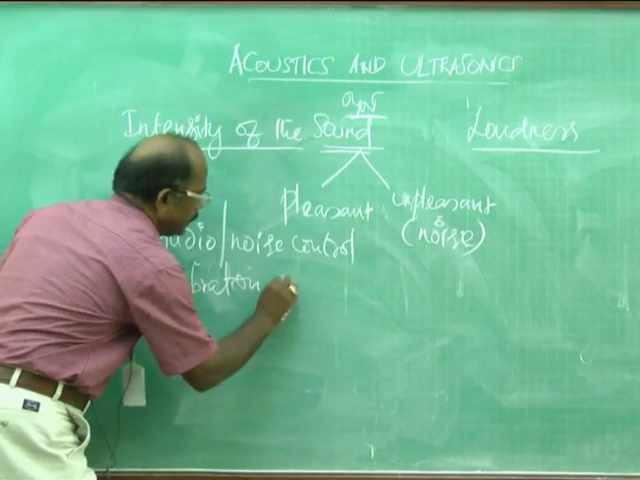 ACOUSTICS AND ULTRASONICS
Intensity of the Sound
Loudness
pleasant
unpleasant
&
(noise)
noise control